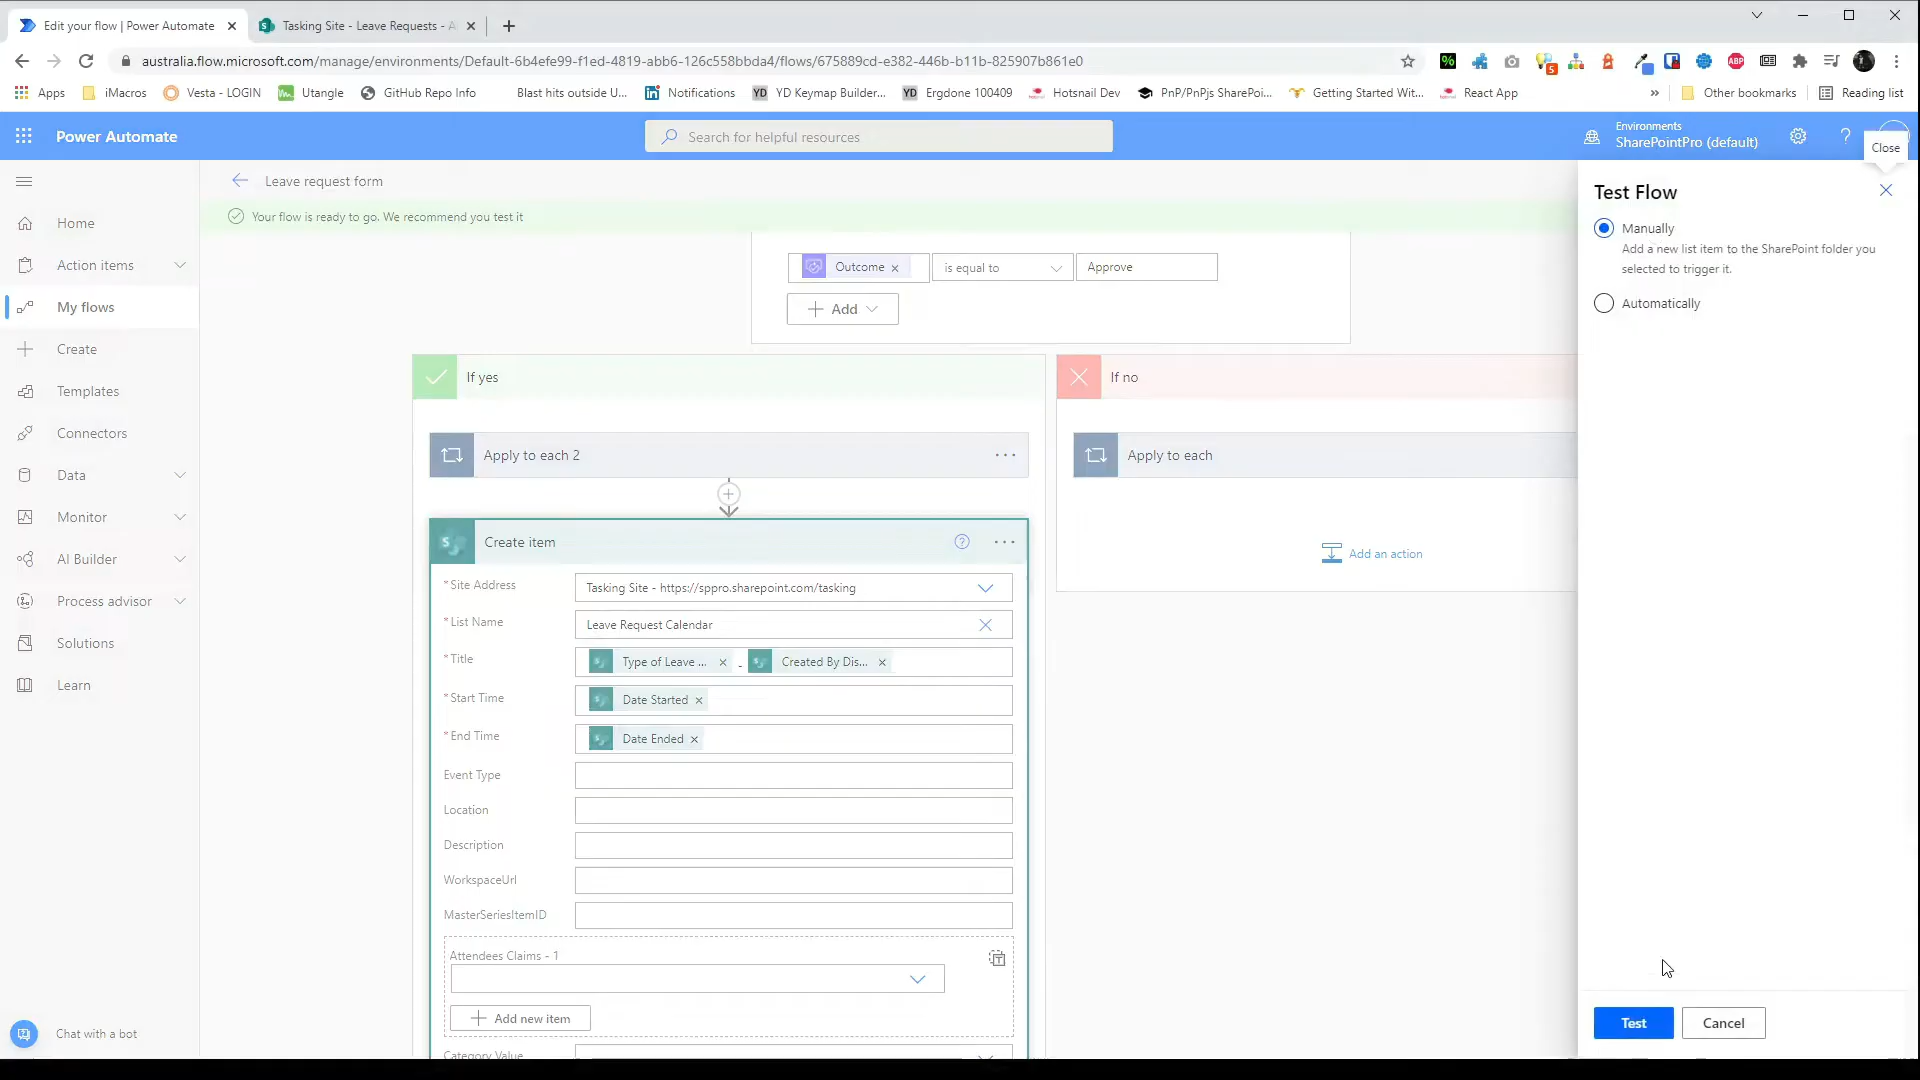 Edit your flow | Power Automate
Tasking Site - Leave Requests - A
australia.flow.microsoft.com/manage/environments/Default-6b4efe99-f1ed-4819-abb6-126c558bbda4/flows/675889cd-e382-446b-b11b-825907b861e0
Apps
iMacros
Vesta - LOGIN
Utangle
GitHub Repo Info
Blast hits outside U...
Notifications
YD Keymap Builder...
Ergdone 100409
Hotsnail Dev
PnP/PnPjs SharePoi...
Getting Started Wit...
React App
»
Other bookmarks
Reading list
Power Automate
Search for helpful resources
Environments
SharePointPro (default)
Close
Home
Action items
My flows
Create
Templates
Connectors
Data
Monitor
AI Builder
Process advisor
Solutions
Learn
Chat with a bot
Leave request form
Your flow is ready to go. We recommend you test it
Outcome
is equal to
Approve
Add
If yes
If no
Apply to each 2
Apply to each
Add an action
Create item
*Site Address
Tasking Site - https://sppro.sharepoint.com/tasking
*List Name
Leave Request Calendar
*Title
Type of Leave ... - Created By Dis...
*Start Time
Date Started
*End Time
Date Ended
Event Type
Location
Description
WorkspaceUrl
MasterSeriesItemID
Attendees Claims - 1
Add new item
Category Value
Test Flow
Manually
Add a new list item to the SharePoint folder you
selected to trigger it.
Automatically
Test
Cancel